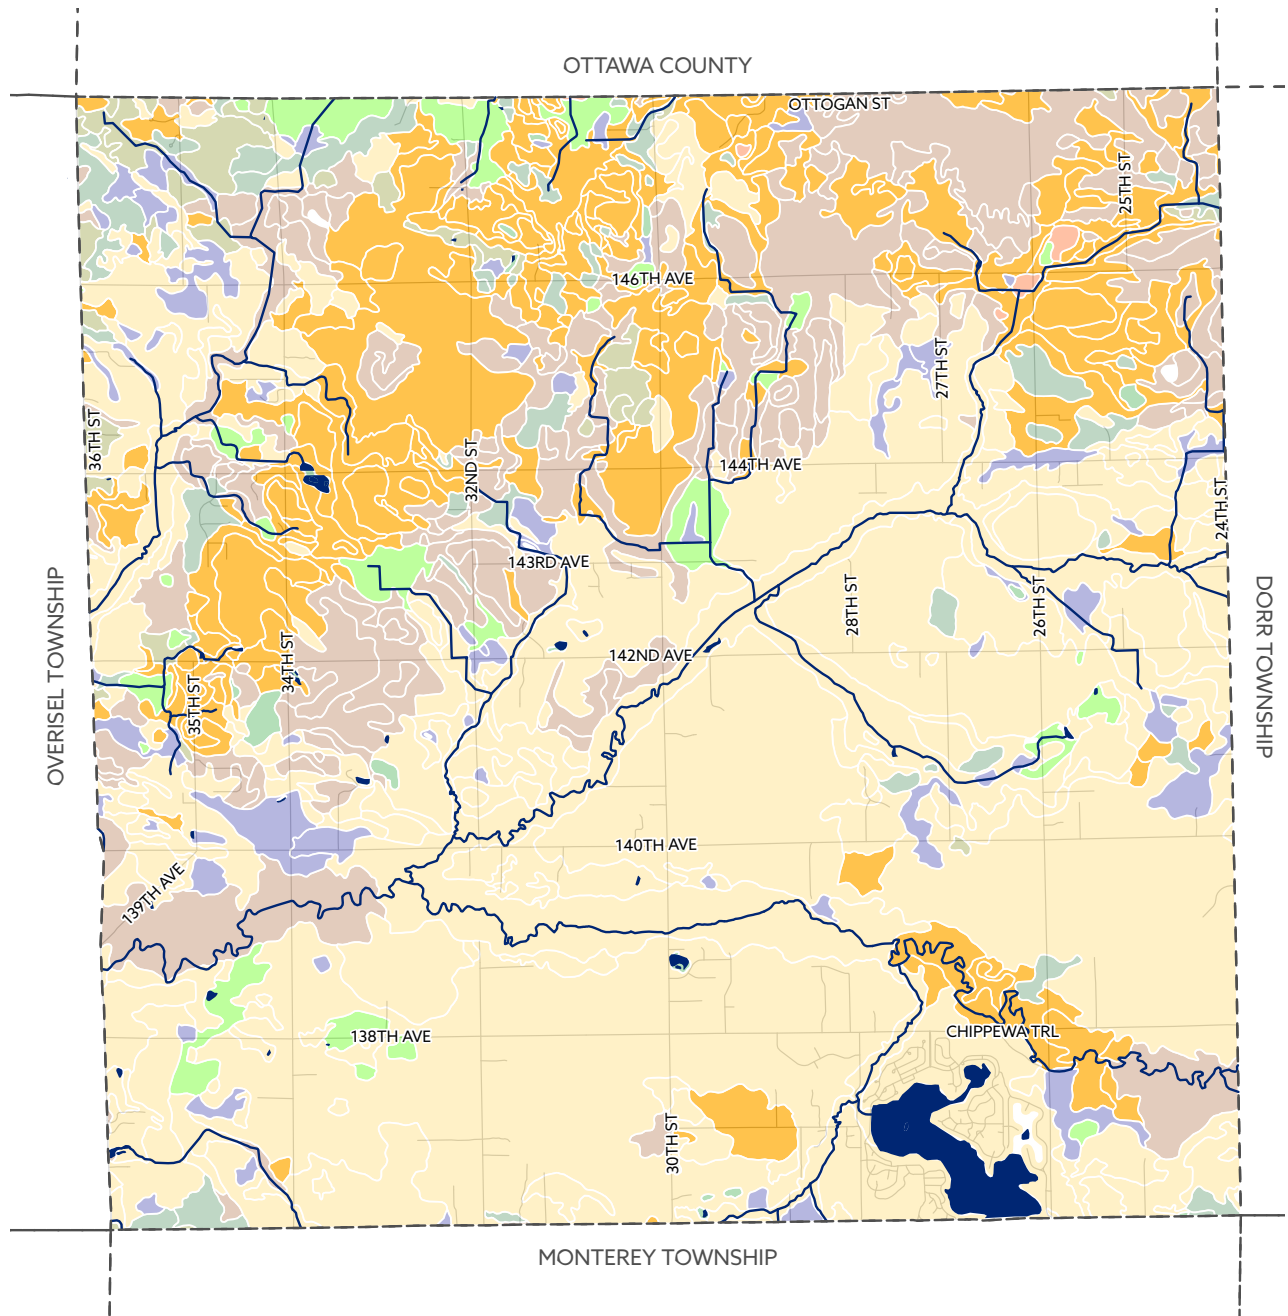 OTTAWA COUNTY
OTTOGAN ST
25TH ST
146TH AVE
27TH ST
36TH ST
32ND ST
144TH AVE
24TH ST
143RD AVE
OVERISEL TOWNSHIP
28TH ST
26TH ST
DORR TOWNSHIP
34TH ST
142ND AVE
35TH ST
140TH AVE
139TH AVE
138TH AVE
CHIPPEWA TRL
30TH ST
MONTEREY TOWNSHIP